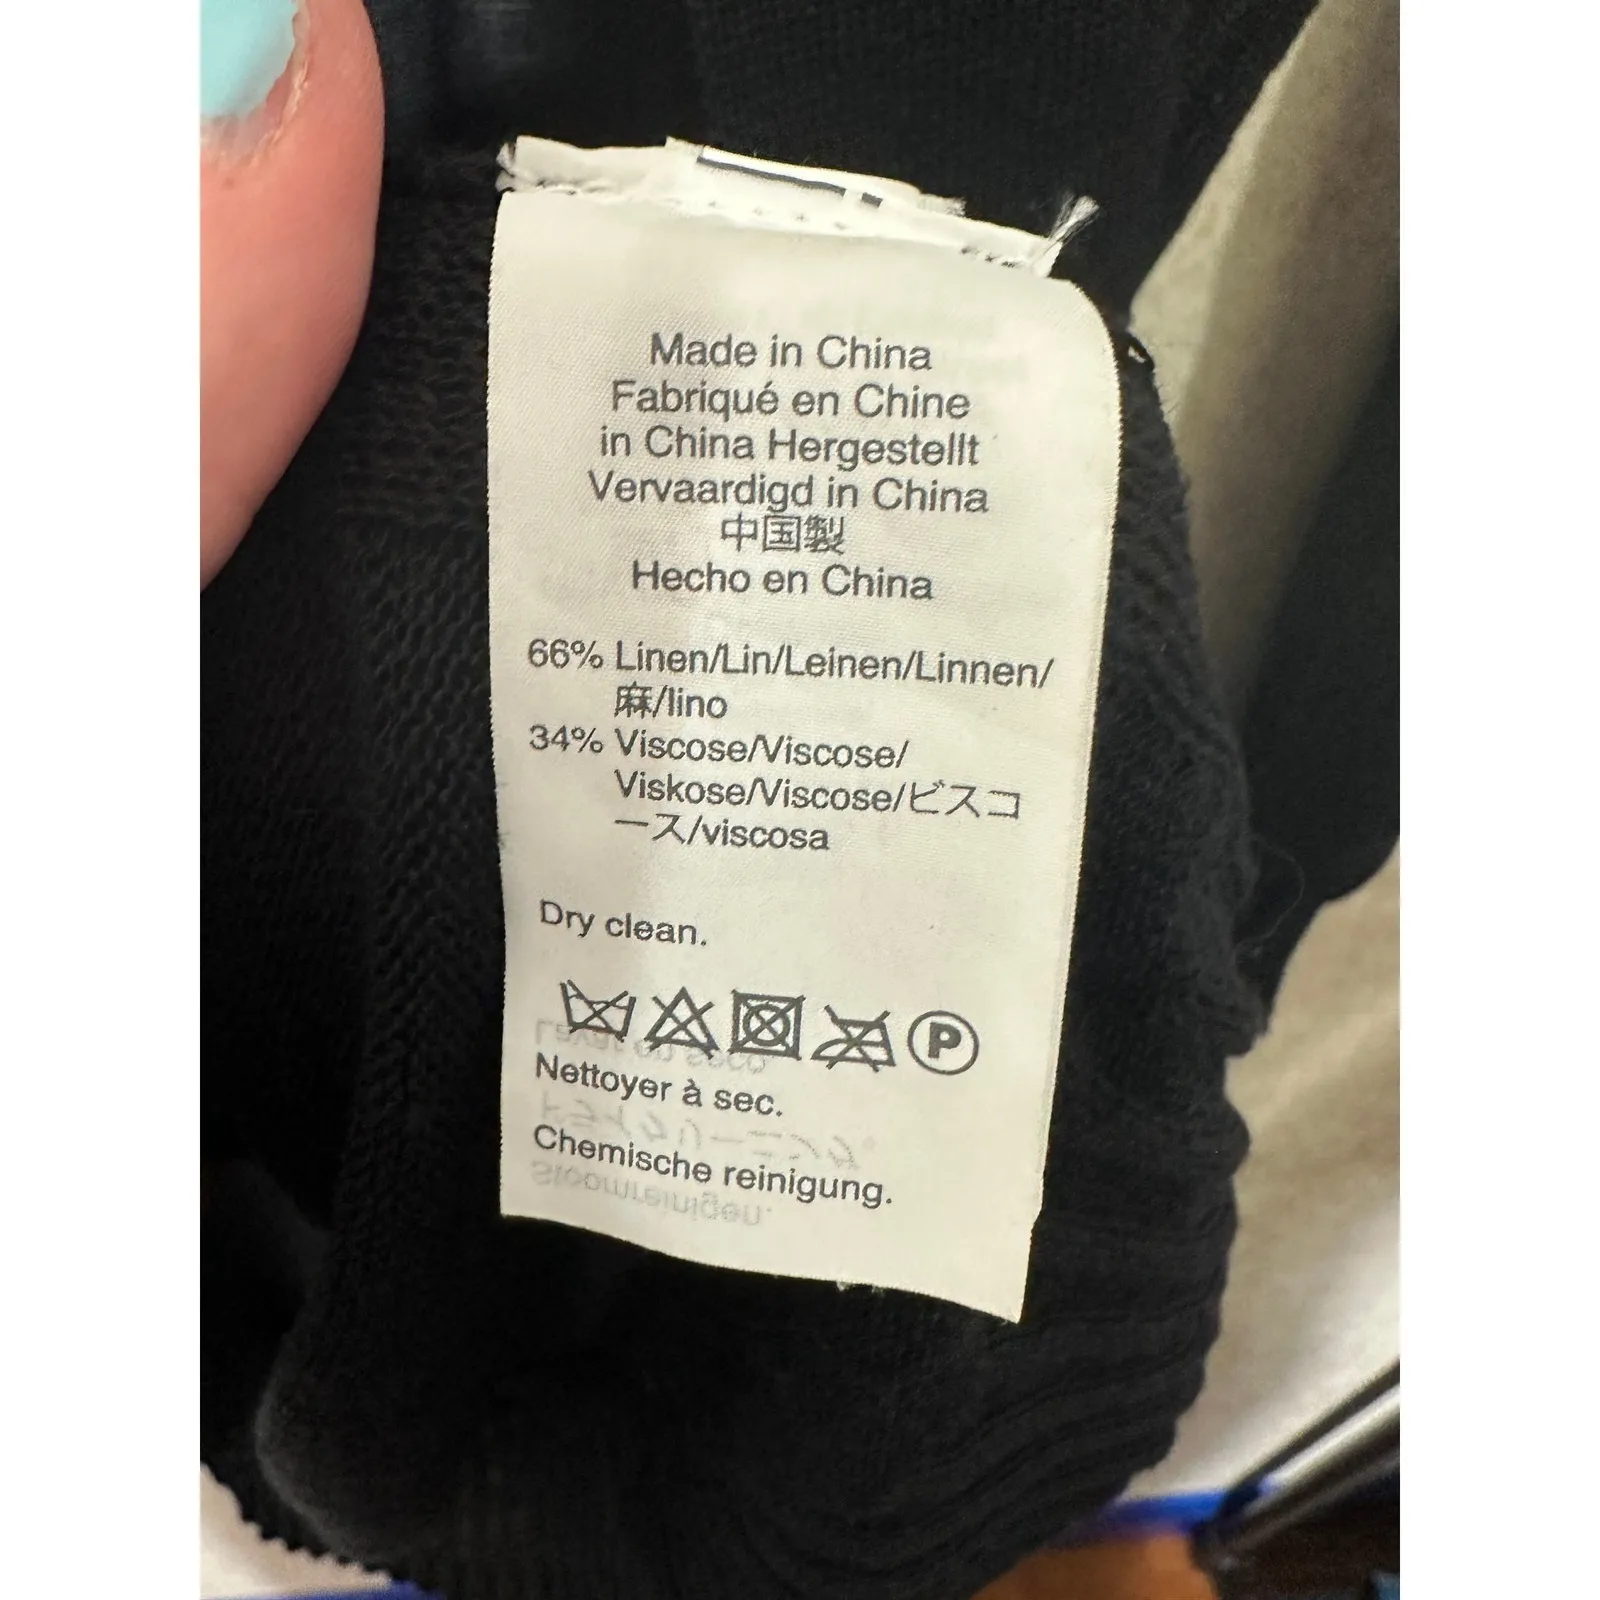 Made in China
Fabriqué en Chine
in China Hergestellt
Vervaardigd in China
中国製
Hecho en China
66% Linen/Lin/Leinen/Linnen/
麻/lino
34% Viscose/Viscose/
Viskose/Viscose/ビスコ
ース/viscosa
Dry clean.
P
Nettoyer à sec.
Chemische reinigung.
Stoomreinigen.